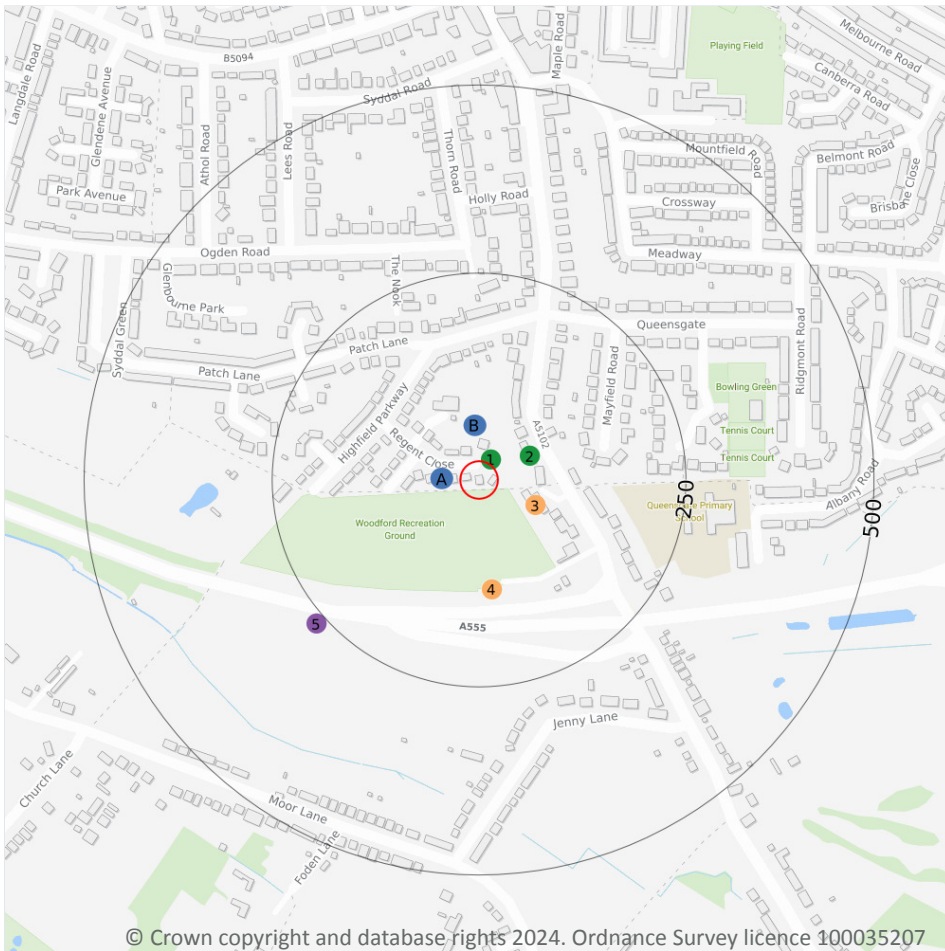 Langdale Road
Glendene Avenue
B5094
Athol Road
Lees Road
Syddal Road
Maple Road
Playing Field
Melbourne Road
Canberra Road
Park Avenue
Thorn Road
Holly Road
Mountfield Road
Belmont Road
Crossway
Ogden Road
Meadway
Glenbourne Park
The Nook
Syddal Green
Patch Lane
Patch Lane
Queensgate
Ridgmont Road
Mayfield Road
Highfield Parkway
Bowling Green
Tennis Court
Tennis Court
A5102
B
Regent Close
1
2
A
250
500
Albany Road
3
Woodford Recreation
Ground
School
4
5
A555
Jenny Lane
Church Lane
Moor Lane
Foden Lane
© Crown copyright and database rights 2024. Ordnance Survey licence 100035207